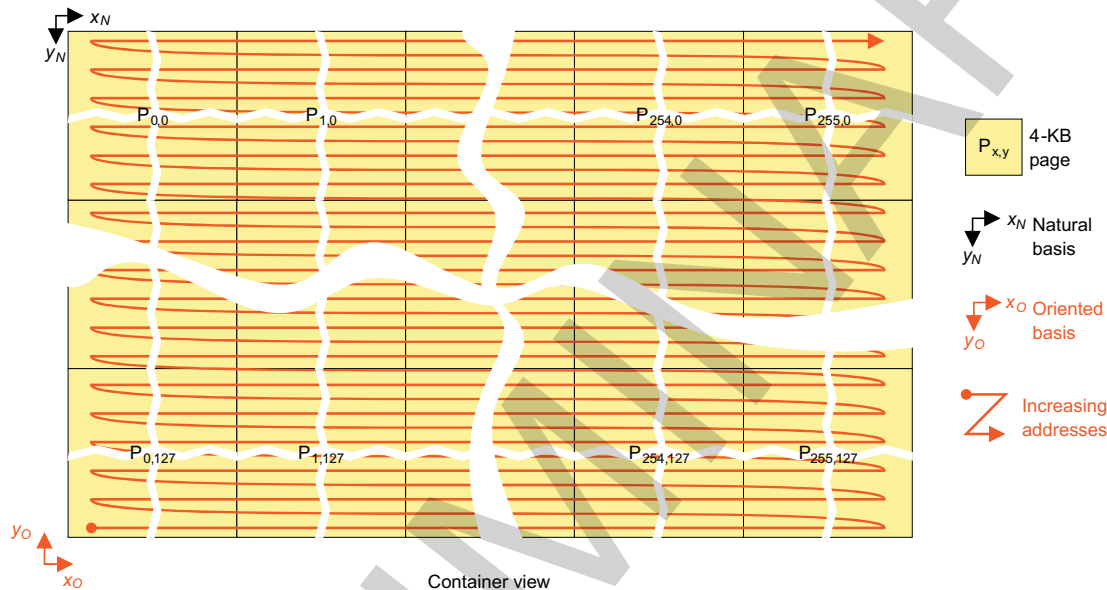 x_N
y_N
P_0,0 P_1,0 P_254,0 P_255,0
P_0,127 P_1,127 P_254,127 P_255,127
y_O
x_O
Container view
P_x,y
4-KB
page
x_N
y_N
Natural
basis
x_O
y_O
Oriented
basis
Increasing
addresses